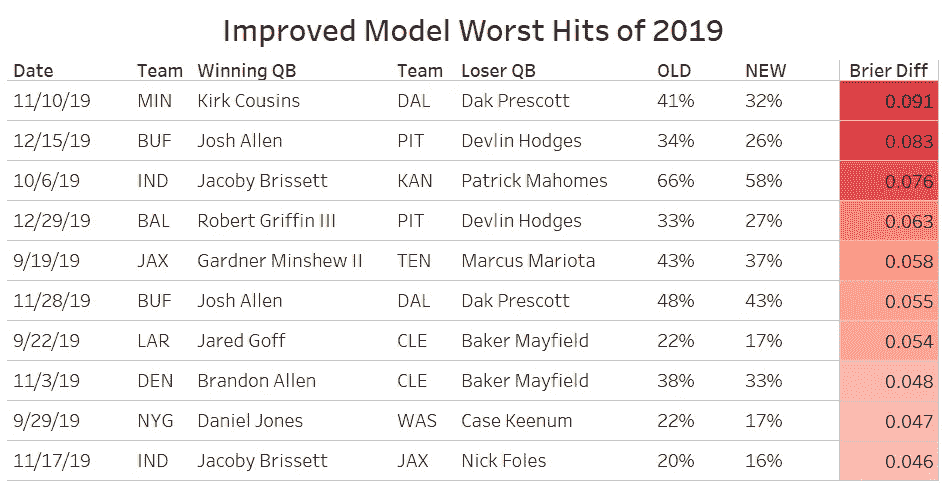 Improved Model Worst Hits of 2019
Date Team Winning QB Team Loser QB OLD NEW Brier Diff
11/10/19 MIN Kirk Cousins DAL Dak Prescott 41% 32% 0.091
12/15/19 BUF Josh Allen PIT Devlin Hodges 34% 26% 0.083
10/6/19 IND Jacoby Brissett KAN Patrick Mahomes 66% 58% 0.076
12/29/19 BAL Robert Griffin III PIT Devlin Hodges 33% 27% 0.063
9/19/19 JAX Gardner Minshew II TEN Marcus Mariota 43% 37% 0.058
11/28/19 BUF Josh Allen DAL Dak Prescott 48% 43% 0.055
9/22/19 LAR Jared Goff CLE Baker Mayfield 22% 17% 0.054
11/3/19 DEN Brandon Allen CLE Baker Mayfield 38% 33% 0.048
9/29/19 NYG Daniel Jones WAS Case Keenum 22% 17% 0.047
11/17/19 IND Jacoby Brissett JAX Nick Foles 20% 16% 0.046